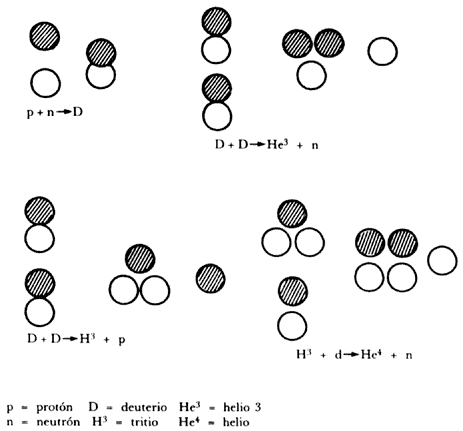 p + n → D
D + D → He³ + n
D + D → H³ + p
H³ + d → He⁴ + n
p = protón D = deuterio He³ = helio 3
n = neutrón H³ = tritio He⁴ = helio